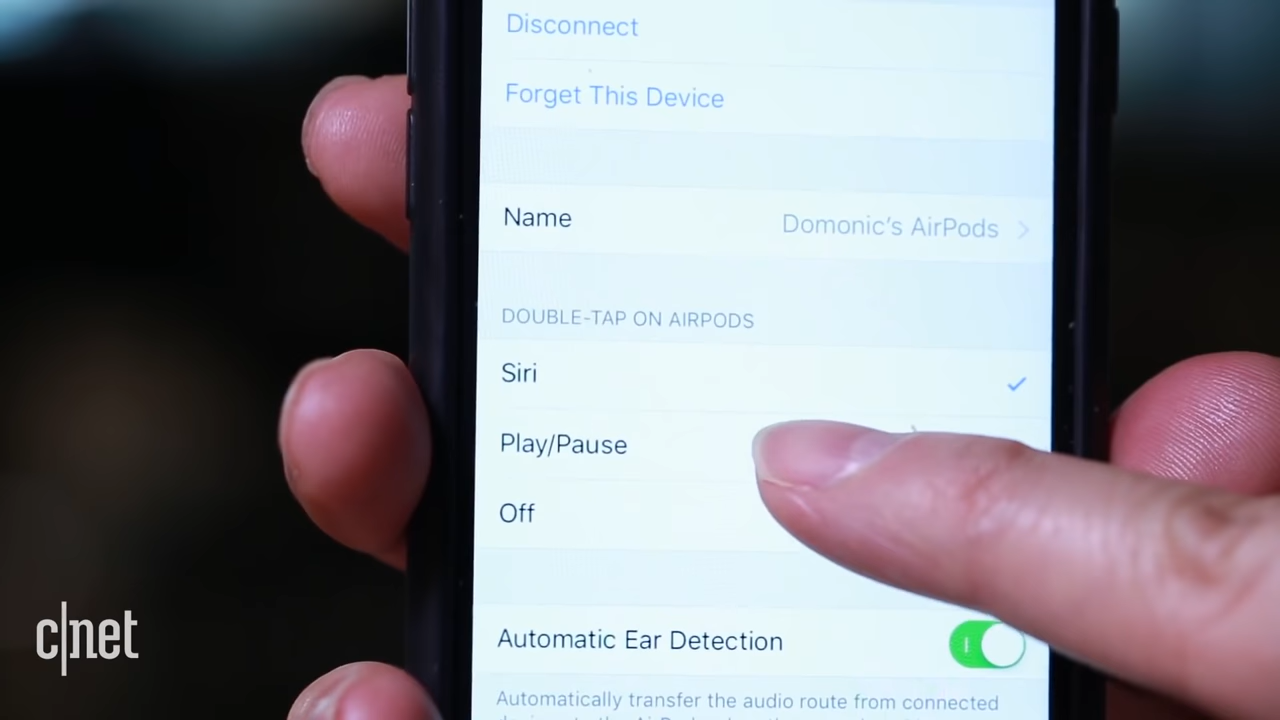 Disconnect
Forget This Device
Name Domonic's AirPods
DOUBLE-TAP ON AIRPODS
Siri
Play/Pause
Off
Automatic Ear Detection
Automatically transfer the audio route from connected
c|net